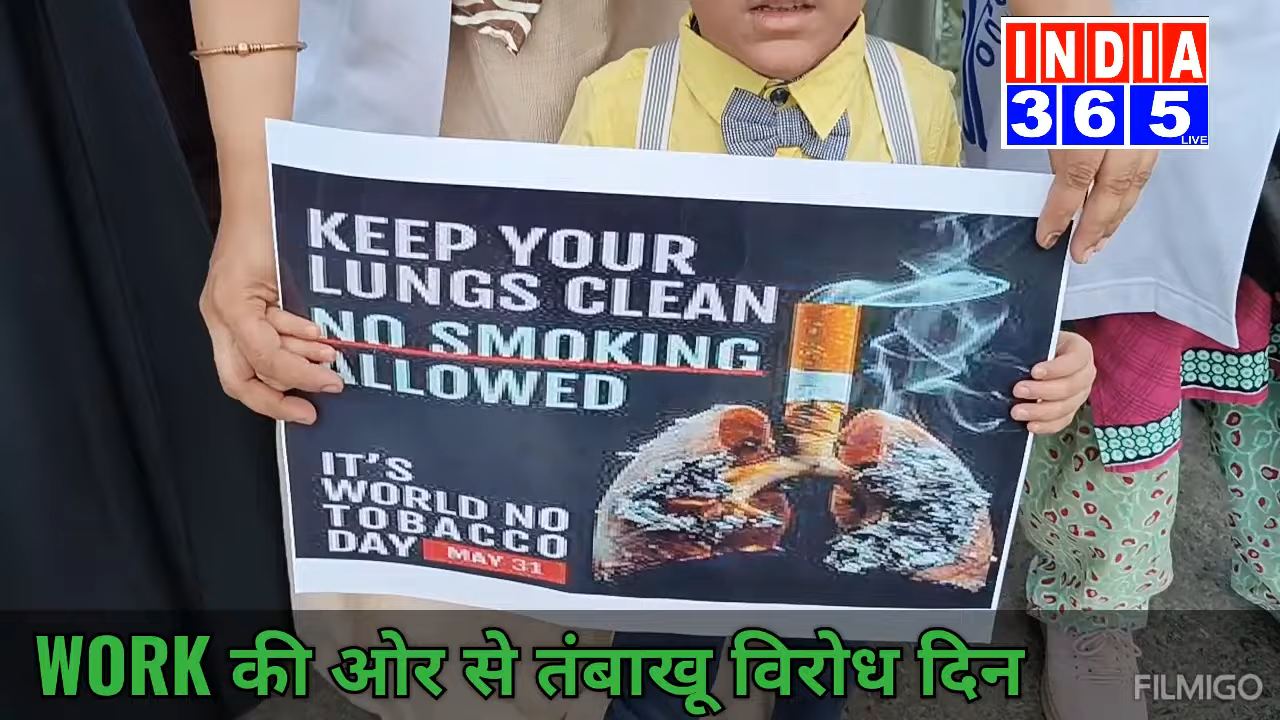 INDIA
365
LIVE
KEEP YOUR
LUNGS CLEAN
NO SMOKING
ALLOWED
IT'S
WORLD NO
TOBACCO
DAY MAY 31
WORK की ओर से तंबाखू विरोध दिन
FILMIGO